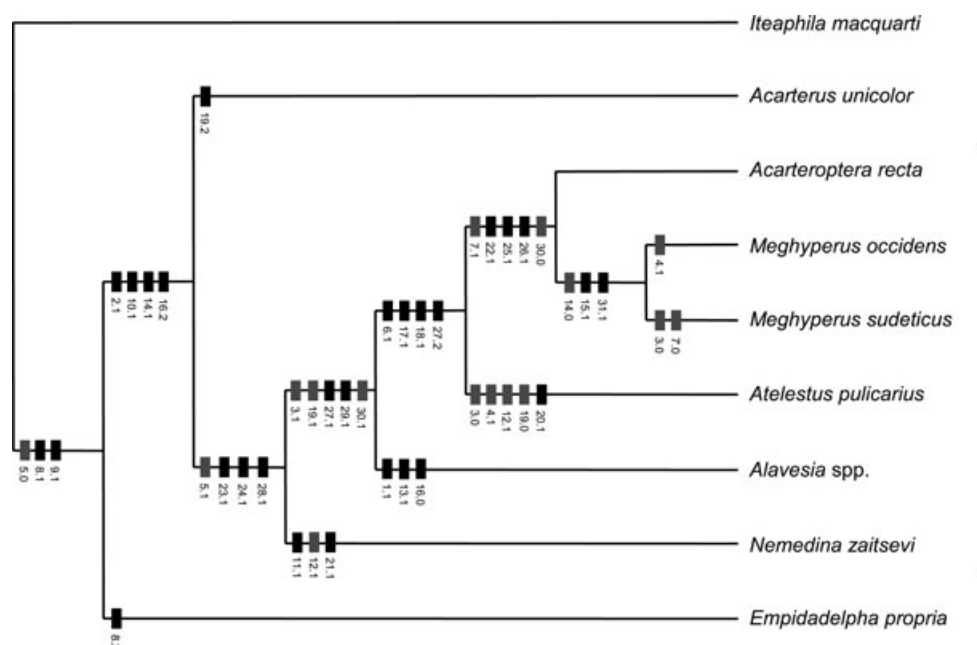 Iteaphila macquarti
19.2
Acarterus unicolor
7.1 22.1 25.1 26.1 30.0
Acarteroptera recta
4.1
Meghyperus occidens
2.1 10.1 14.1 16.2
14.0 15.1 31.1
6.1 17.1 18.1 27.2
3.0 7.0
Meghyperus sudeticus
3.1 19.1 27.1 29.1 30.1
3.0 4.1 12.1 19.0 20.1
Atelestus pulicarius
5.0 8.1 9.1
5.1 23.1 24.1 28.1
1.1 13.1 16.0
Alavesia spp.
11.1 12.1 21.1
Nemedina zaitsevi
Empidadelpha propria